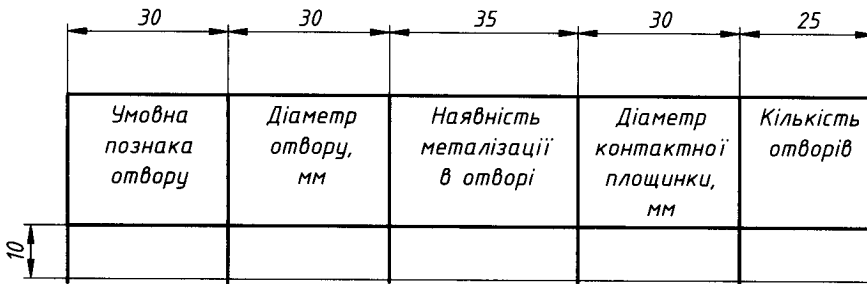 30 30 35 30 25
Умовна
познака
отвору
Діаметр
отвору,
мм
Наявність
металізації
в отворі
Діаметр
контактної
площинки,
мм
Кількість
отворів
10